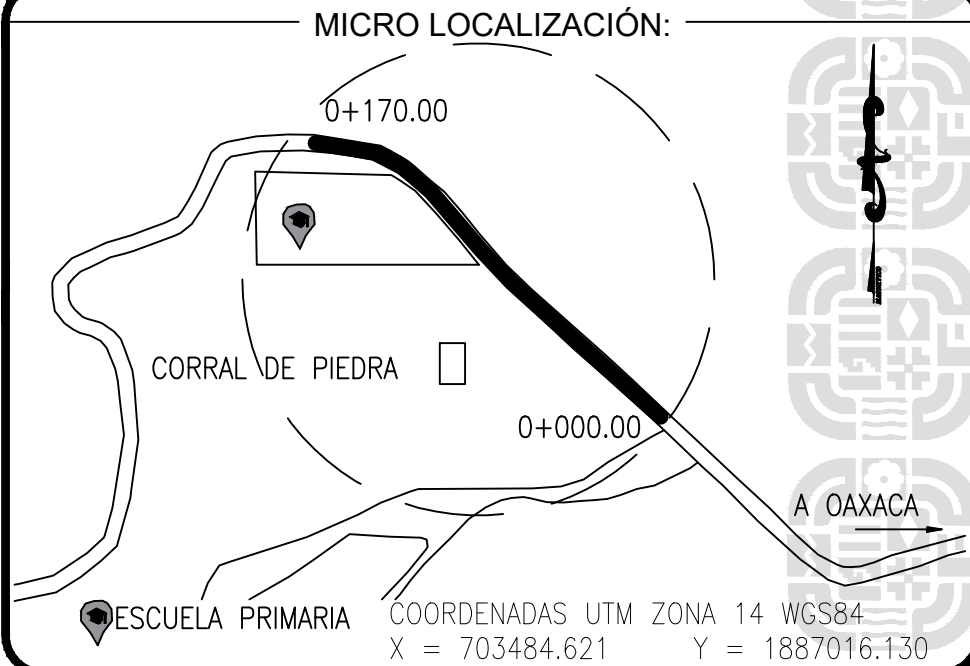 MICRO LOCALIZACIÓN:
0+170.00
CORRAL DE PIEDRA
0+000.00
A OAXACA
ESCUELA PRIMARIA
COORDENADAS UTM ZONA 14 WGS84
X = 703484.621 Y = 1887016.130